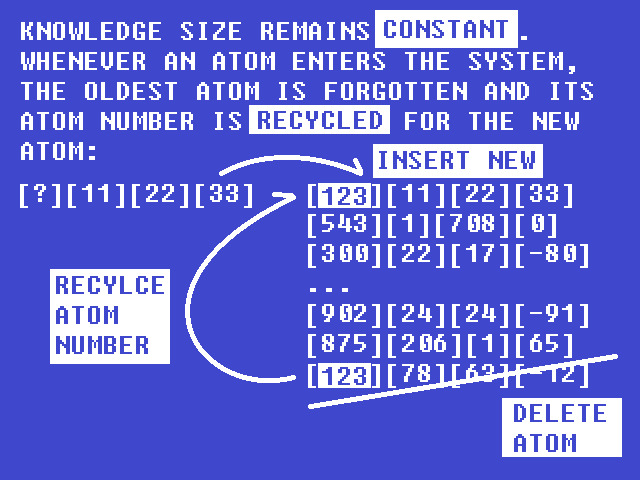 KNOWLEDGE SIZE REMAINS CONSTANT.
WHENEVER AN ATOM ENTERS THE SYSTEM,
THE OLDEST ATOM IS FORGOTTEN AND ITS
ATOM NUMBER IS RECYCLED FOR THE NEW
ATOM:
INSERT NEW
[?][11][22][33]
[123][11][22][33]
[543][1][708][0]
[300][22][17][-80]
...
[902][24][24][-91]
[875][206][1][65]
[123][78][63][-12]
RECYLCE
ATOM
NUMBER
DELETE
ATOM